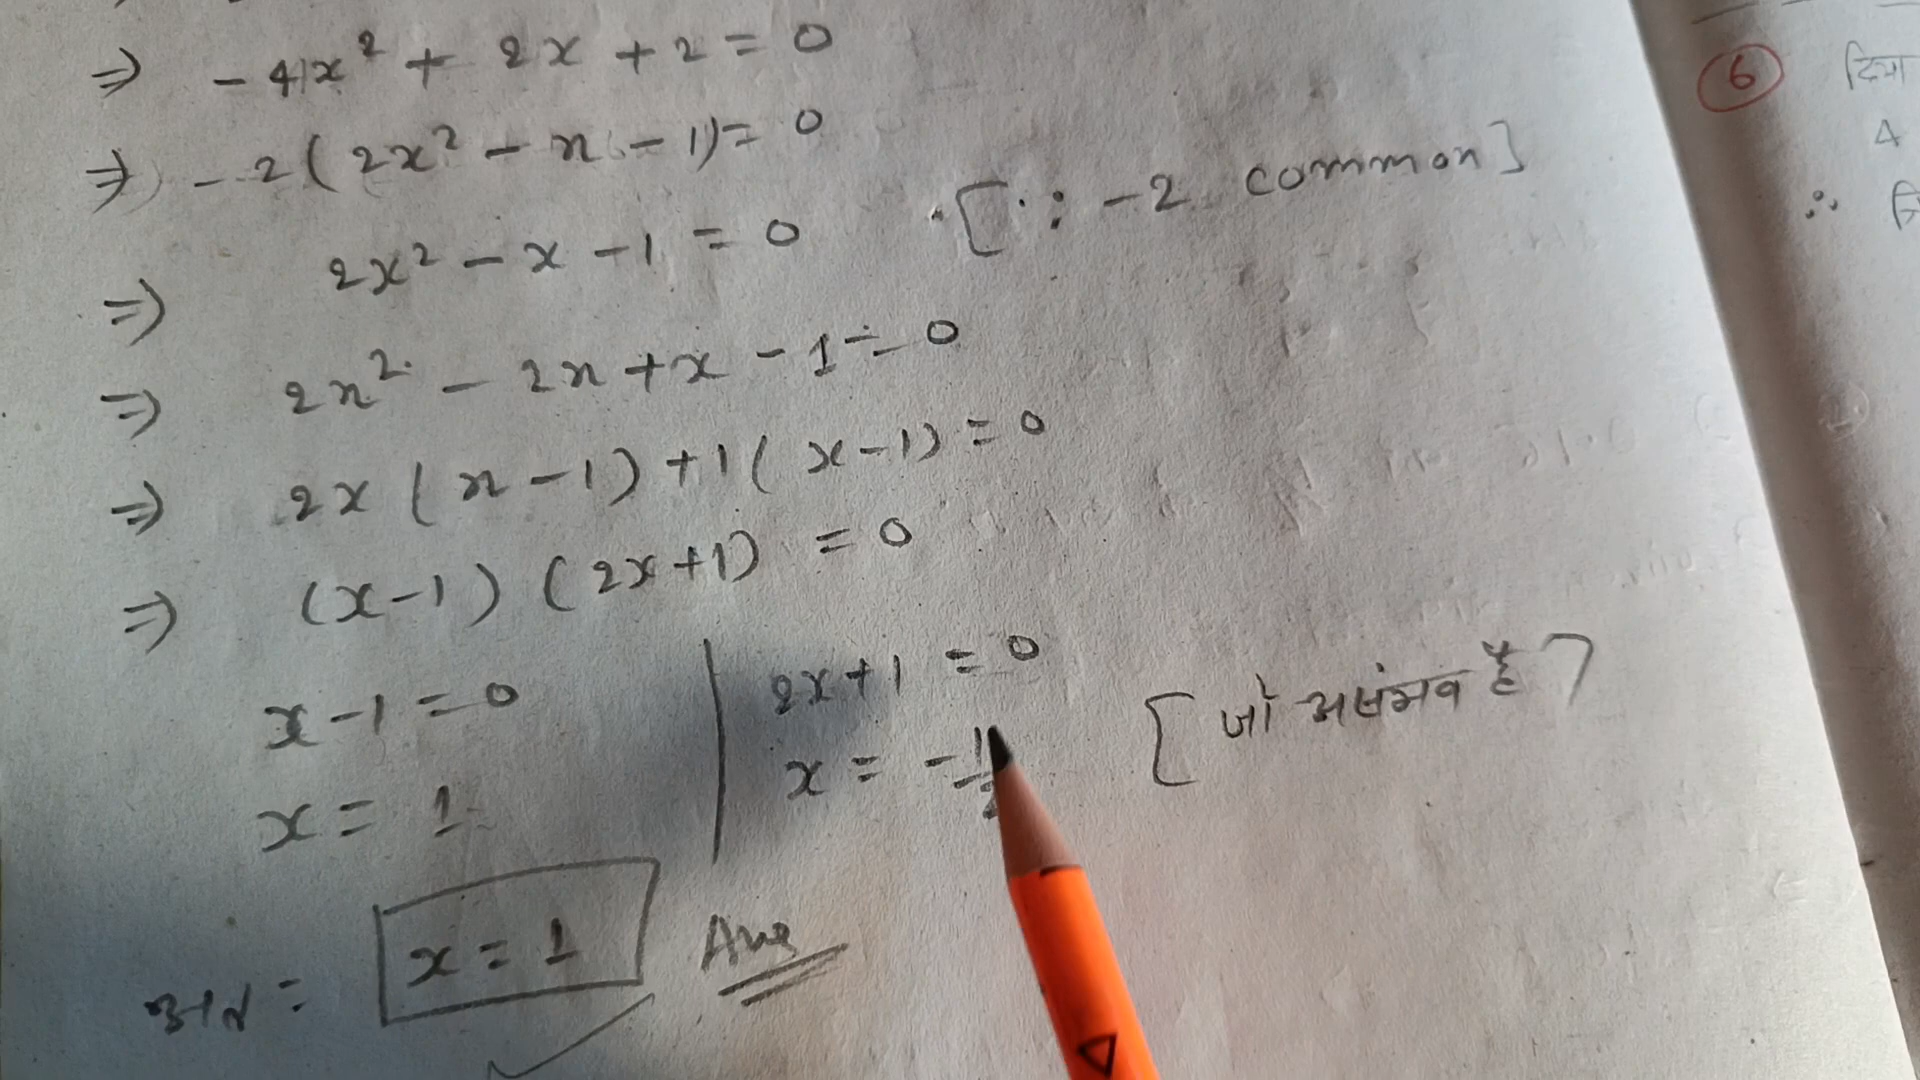 ⇒ - 4x² + 2x + 2 = 0
⇒ - 2 ( 2x² - x - 1) = 0
⇒ 2x² - x - 1 = 0 [∵ -2 common]
⇒ 2x² - 2x + x - 1 = 0
⇒ 2x ( x - 1) + 1 ( x - 1) = 0
⇒ (x - 1) (2x + 1) = 0
x - 1 = 0 | 2x + 1 = 0 [जो असंभव है]
x = 1 | x = - 1/2
अतः x = 1 Ans
6
4
∴